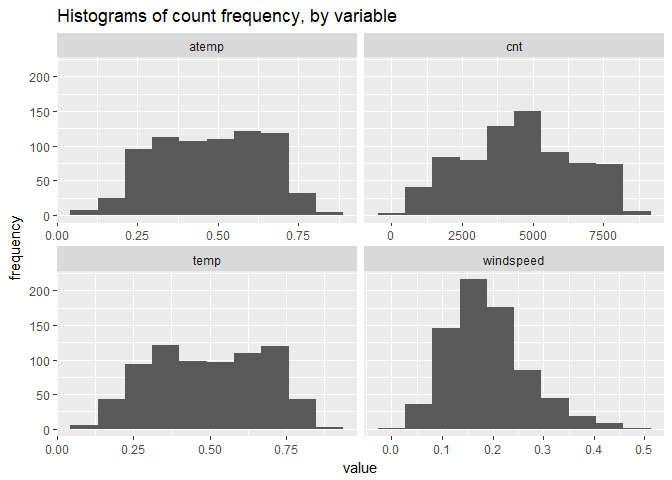 Histograms of count frequency, by variable
atemp
cnt
200
150
100
50
0
0.00 0.25 0.50 0.75
0 2500 5000 7500
frequency
temp
windspeed
200
150
100
50
0
0.00 0.25 0.50 0.75
0.0 0.1 0.2 0.3 0.4 0.5
value